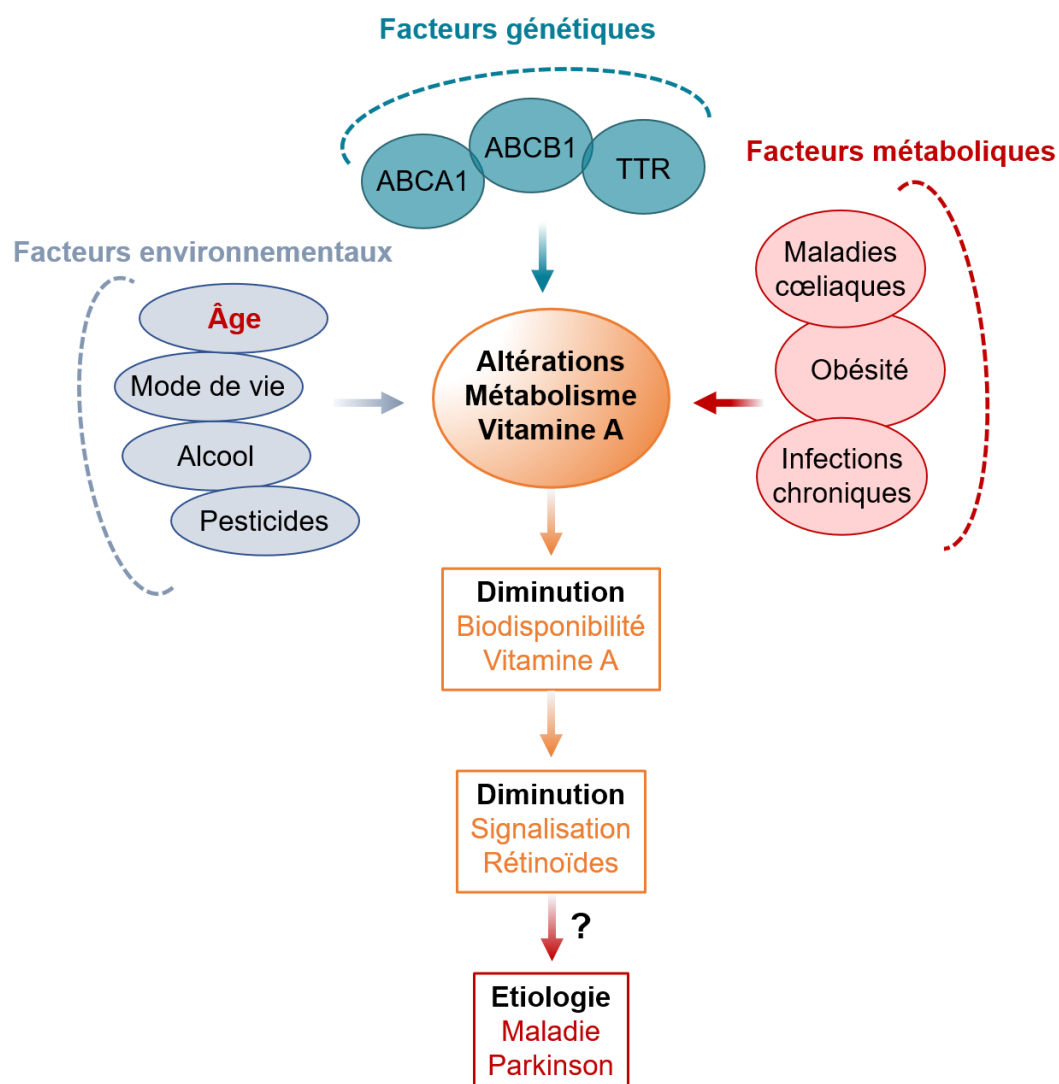 Facteurs génétiques
ABCA1
ABCB1
TTR
Facteurs métaboliques
Maladies
cœliaques
Obésité
Infections
chroniques
Facteurs environnementaux
Âge
Mode de vie
Alcool
Pesticides
Altérations
Métabolisme
Vitamine A
Diminution
Biodisponibilité
Vitamine A
Diminution
Signalisation
Rétinoïdes
?
Etiologie
Maladie
Parkinson